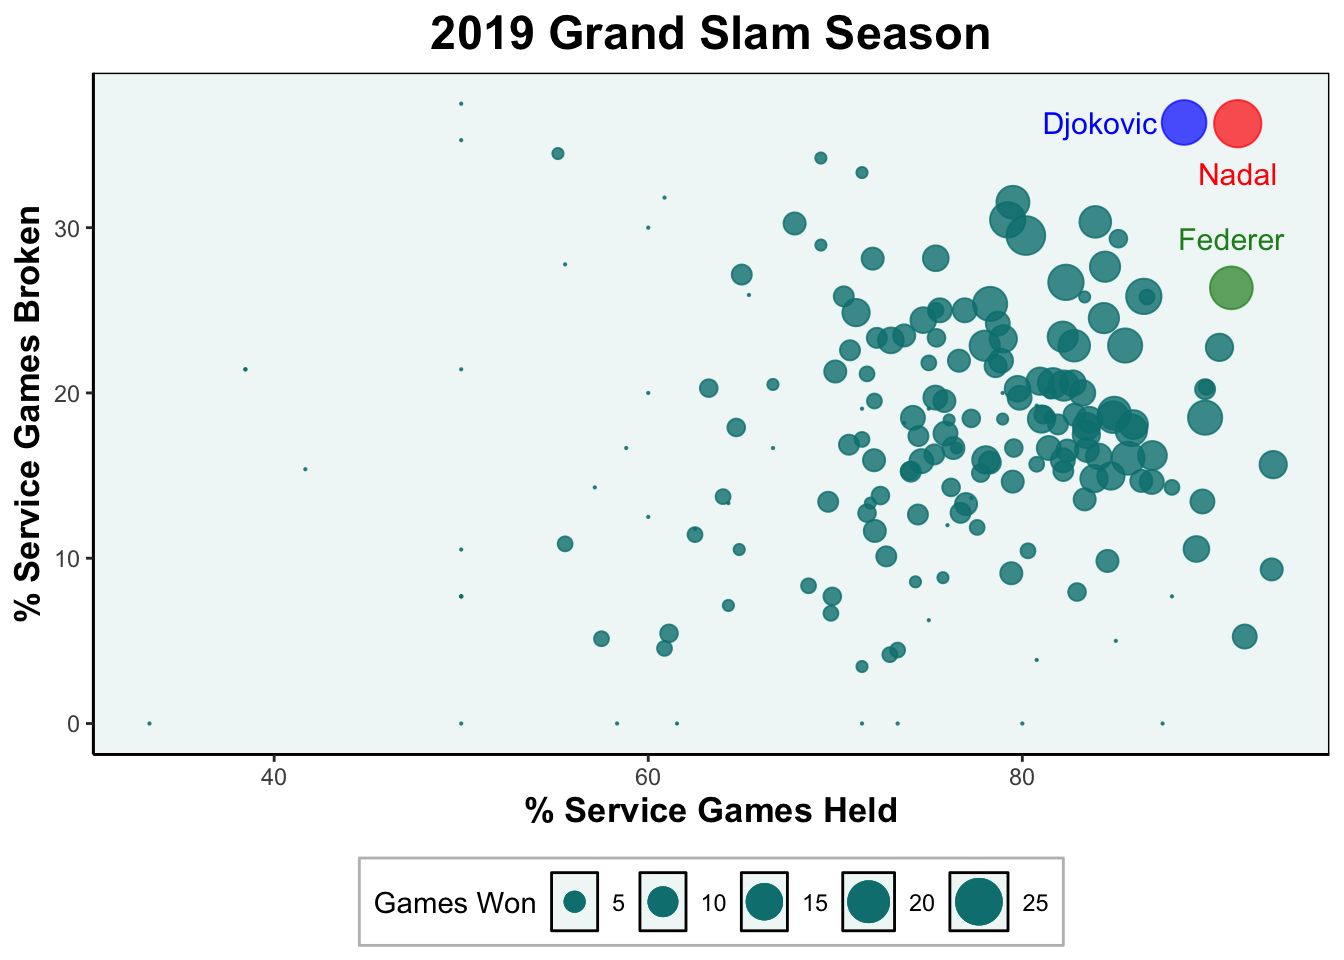 2019 Grand Slam Season
Djokovic
Nadal
Federer
% Service Games Broken
30
20
10
0
40 60 80
% Service Games Held
Games Won 5 10 15 20 25